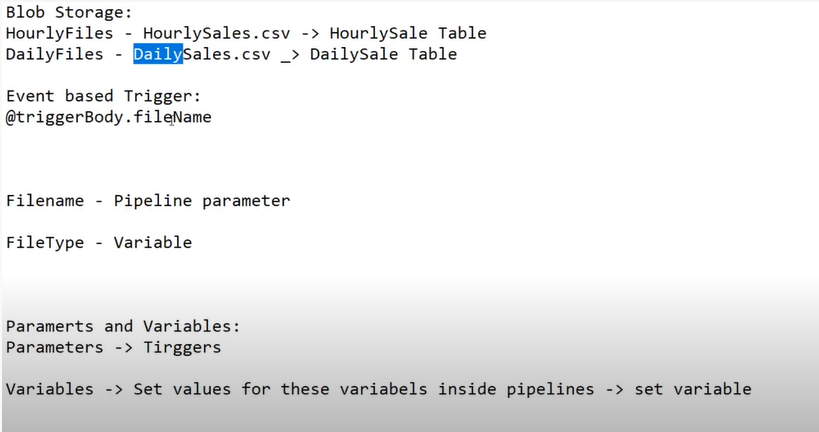 Blob Storage:
HourlyFiles - HourlySales.csv -> HourlySale Table
DailyFiles - DailySales.csv _> DailySale Table
Event based Trigger:
@triggerBody.fileName
Filename - Pipeline parameter
FileType - Variable
Paramerts and Variables:
Parameters -> Tirggers
Variables -> Set values for these variabels inside pipelines -> set variable